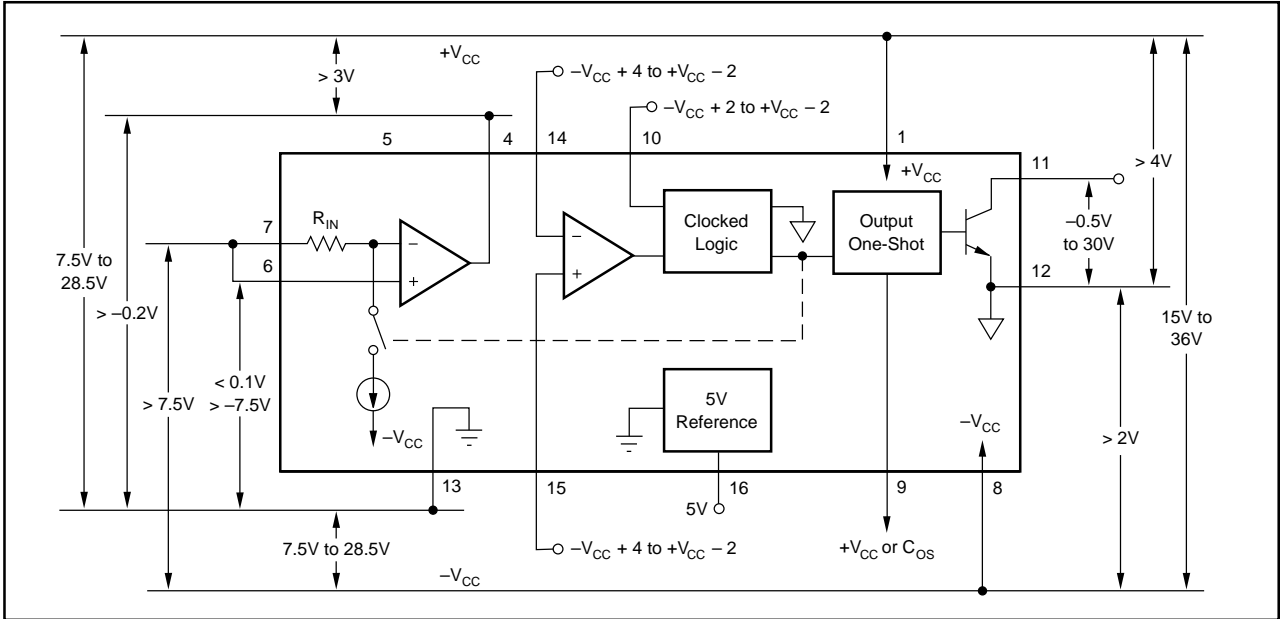 +VCC
> 3V
–VCC + 4 to +VCC – 2
–VCC + 2 to +VCC – 2
5
4
14
10
1
> 4V
11
+VCC
7
RIN
–
–
Clocked
Logic
Output
One-Shot
–0.5V
to 30V
6
+
+
12
7.5V to
28.5V
> –0.2V
15V to
36V
< 0.1V
> –7.5V
> 7.5V
5V
Reference
–VCC
–VCC
> 2V
13
15
16
9
8
5V
7.5V to 28.5V
–VCC + 4 to +VCC – 2
+VCC or COS
–VCC